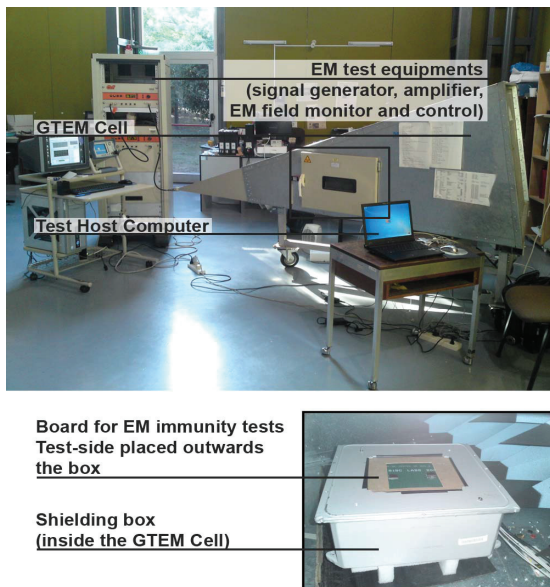 EM test equipments
(signal generator, amplifier,
EM field monitor and control)
GTEM Cell
Test Host Computer
Board for EM immunity tests
Test-side placed outwards
the box
Shielding box
(inside the GTEM Cell)